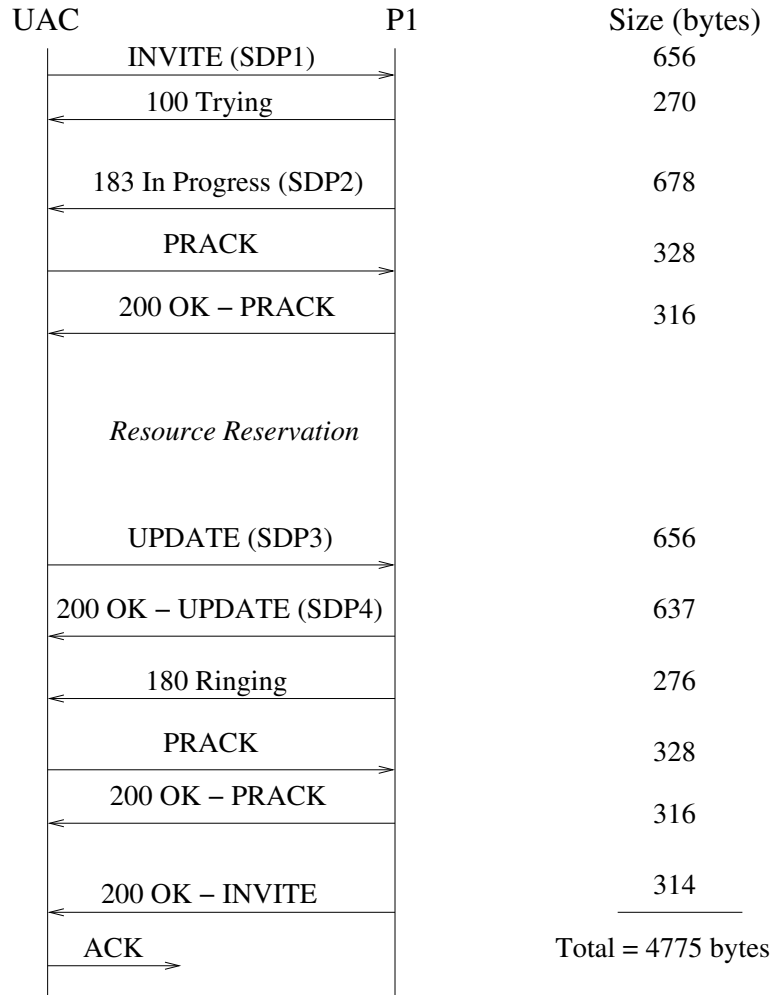 UAC P1 Size (bytes)
INVITE (SDP1) 656
100 Trying 270
183 In Progress (SDP2) 678
PRACK 328
200 OK − PRACK 316
Resource Reservation
UPDATE (SDP3) 656
200 OK − UPDATE (SDP4) 637
180 Ringing 276
PRACK 328
200 OK − PRACK 316
200 OK − INVITE 314
ACK Total = 4775 bytes